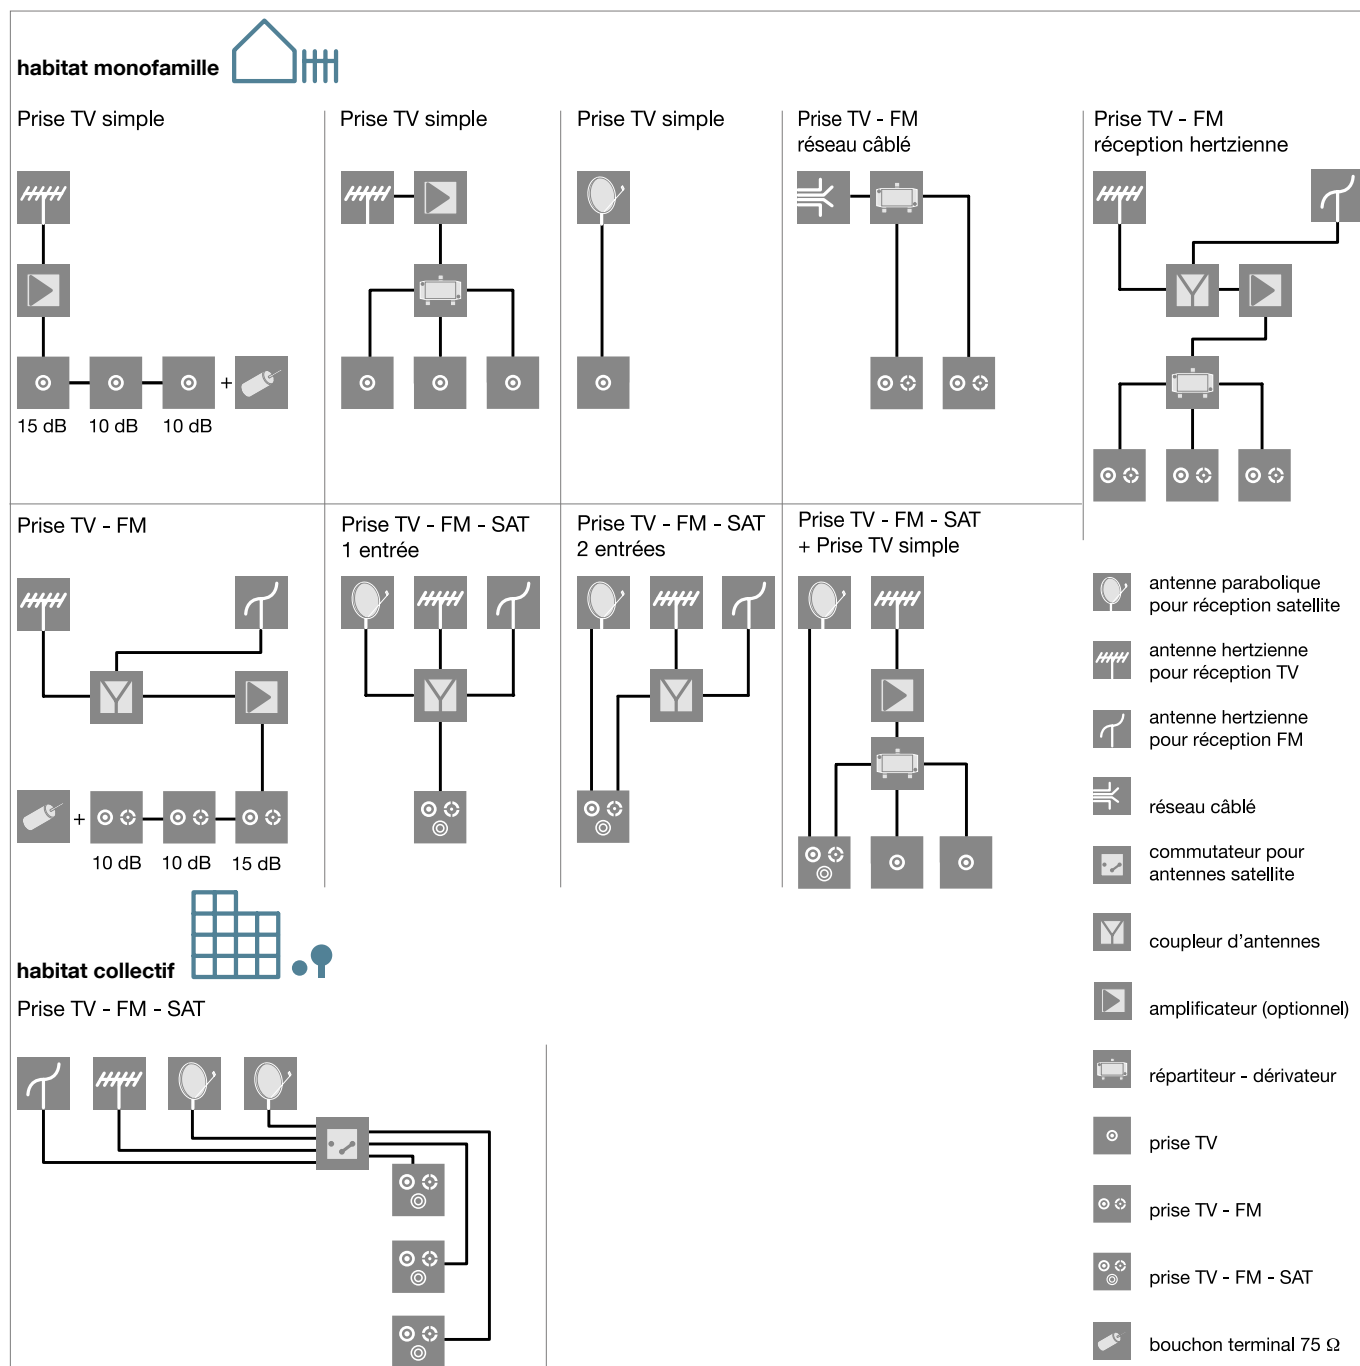 habitat monofamille
Prise TV simple
Prise TV simple
Prise TV simple
Prise TV - FM
réseau câblé
Prise TV - FM
réception hertzienne
+
15 dB
10 dB
10 dB
Prise TV - FM
Prise TV - FM - SAT
1 entrée
Prise TV - FM - SAT
2 entrées
Prise TV - FM - SAT
+ Prise TV simple
+
10 dB
10 dB
15 dB
antenne parabolique
pour réception satellite
antenne hertzienne
pour réception TV
antenne hertzienne
pour réception FM
réseau câblé
commutateur pour
antennes satellite
coupleur d'antennes
amplificateur (optionnel)
répartiteur - dérivateur
prise TV
prise TV - FM
prise TV - FM - SAT
bouchon terminal 75 Ω
habitat collectif
Prise TV - FM - SAT